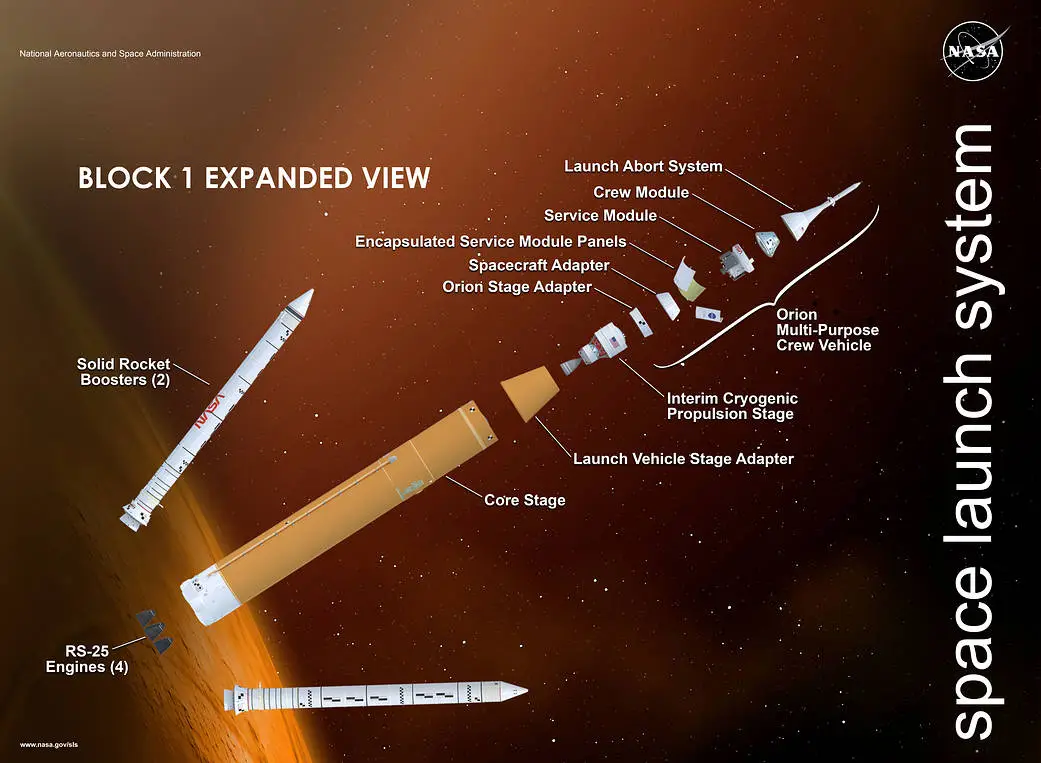 National Aeronautics and Space Administration
NASA
BLOCK 1 EXPANDED VIEW
Launch Abort System
Crew Module
Service Module
Encapsulated Service Module Panels
Spacecraft Adapter
Orion Stage Adapter
Orion
Multi-Purpose
Crew Vehicle
Interim Cryogenic
Propulsion Stage
Launch Vehicle Stage Adapter
Core Stage
Solid Rocket
Boosters (2)
NASA
RS-25
Engines (4)
www.nasa.gov/sls
space launch system